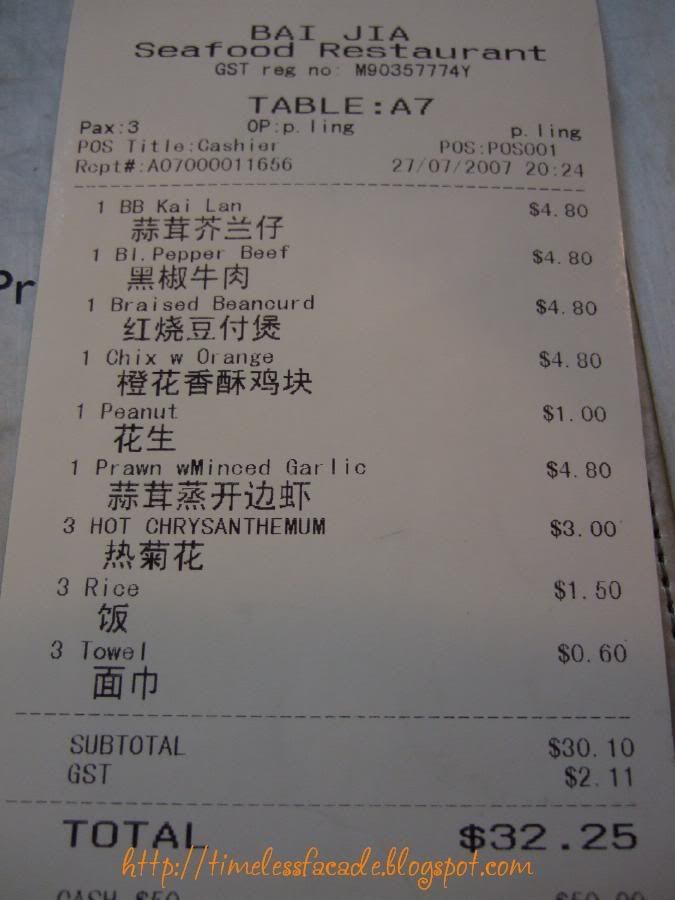 BAI JIA
Seafood Restaurant
GST reg no: M90357774Y
TABLE:A7
Pax:3 OP:p.ling p.ling
POS Title:Cashier POS:POS001
Rcpt#:A07000011656 27/07/2007 20:24
1 BB Kai Lan $4.80
蒜茸芥兰仔
1 Bl.Pepper Beef $4.80
黑椒牛肉
1 Braised Beancurd $4.80
红烧豆付煲
1 Chix w Orange $4.80
橙花香酥鸡块
1 Peanut $1.00
花生
1 Prawn wMinced Garlic $4.80
蒜茸蒸开边虾
3 HOT CHRYSANTHEMUM $3.00
热菊花
3 Rice $1.50
饭
3 Towel $0.60
面巾
SUBTOTAL $30.10
GST $2.11
TOTAL $32.25
http://timelessfacade.blogspot.com
CASH $50 $50.00
Pr